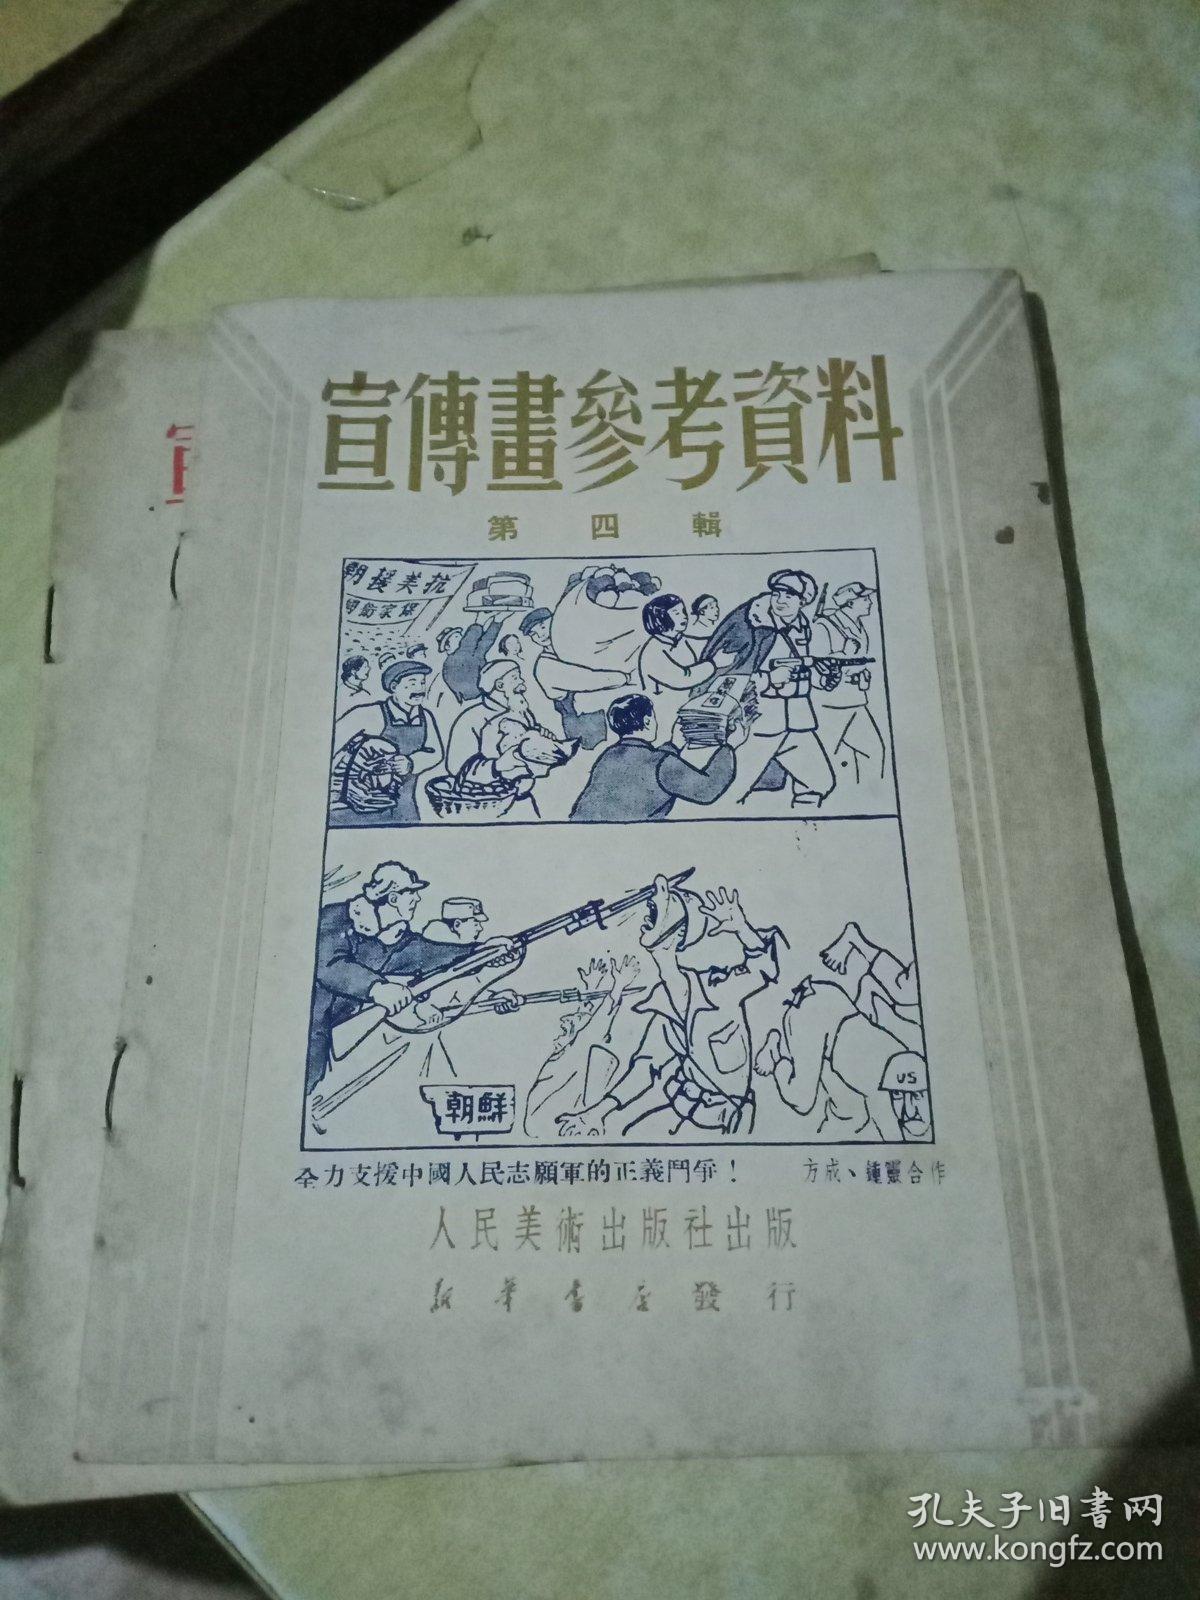 宣傳畫參考資料
第四輯
朝援美抗
國衛家保
朝鮮
US
全力支援中國人民志願軍的正義鬥爭！
方成、鍾靈合作
人民美術出版社出版
新華書店發行
孔夫子旧书网
www.kongfz.com